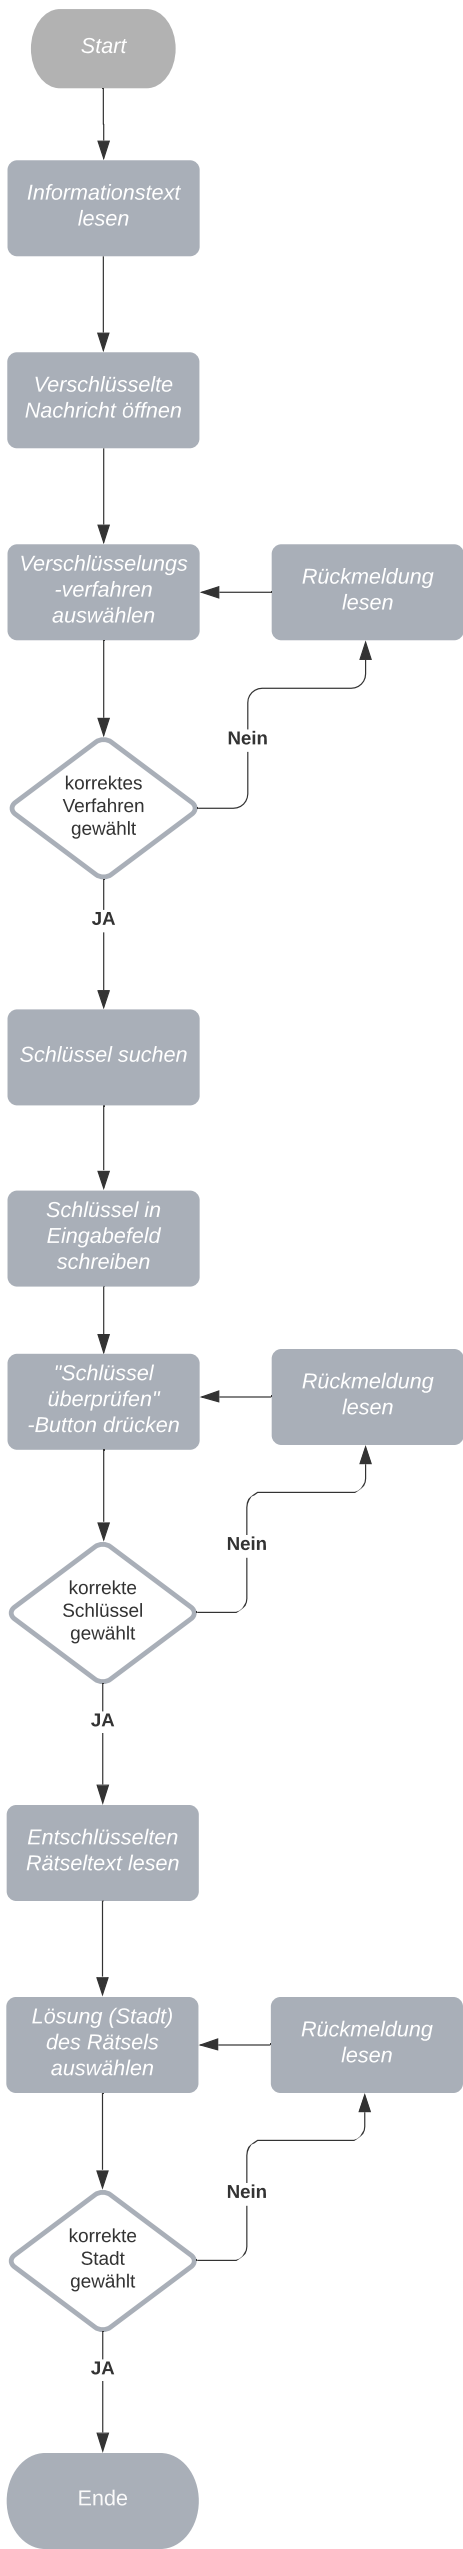 Start
Informationstext
lesen
Verschlüsselte
Nachricht öffnen
Verschlüsselungs
-verfahren
auswählen
Rückmeldung
lesen
Nein
korrektes
Verfahren
gewählt
JA
Schlüssel suchen
Schlüssel in
Eingabefeld
schreiben
"Schlüssel
überprüfen"
-Button drücken
Rückmeldung
lesen
Nein
korrekte
Schlüssel
gewählt
JA
Entschlüsselten
Rätseltext lesen
Lösung (Stadt)
des Rätsels
auswählen
Rückmeldung
lesen
Nein
korrekte
Stadt
gewählt
JA
Ende